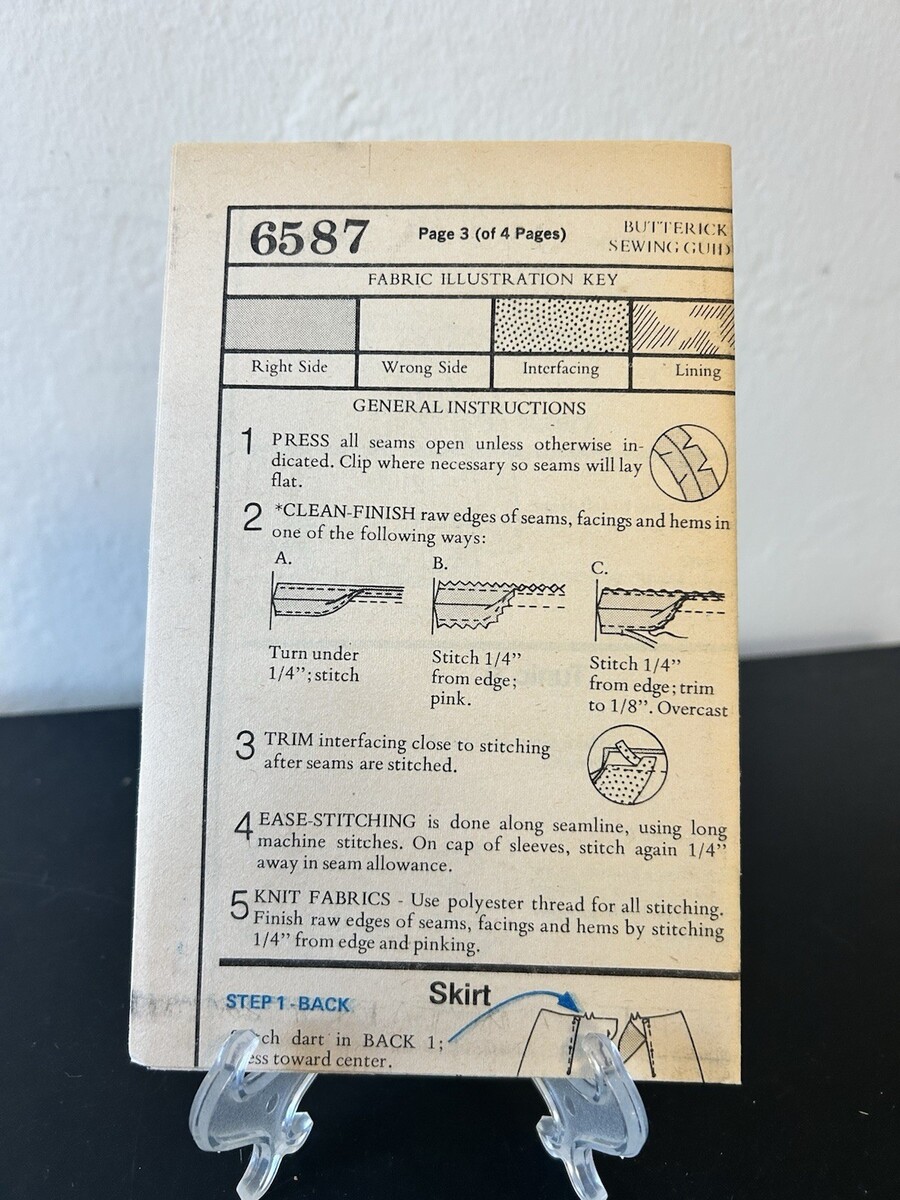 6587
Page 3 (of 4 Pages)
BUTTERICK
SEWING GUID
FABRIC ILLUSTRATION KEY
Right Side
Wrong Side
Interfacing
Lining
GENERAL INSTRUCTIONS
1 PRESS all seams open unless otherwise in-
dicated. Clip where necessary so seams will lay
flat.
2 *CLEAN-FINISH raw edges of seams, facings and hems in
one of the following ways:
A.
Turn under
1/4”; stitch
B.
Stitch 1/4”
from edge;
pink.
C.
Stitch 1/4”
from edge; trim
to 1/8”. Overcast
3 TRIM interfacing close to stitching
after seams are stitched.
4 EASE-STITCHING is done along seamline, using long
machine stitches. On cap of sleeves, stitch again 1/4”
away in seam allowance.
5 KNIT FABRICS - Use polyester thread for all stitching.
Finish raw edges of seams, facings and hems by stitching
1/4” from edge and pinking.
Skirt
STEP 1 - BACK
dart in BACK 1;
toward center.